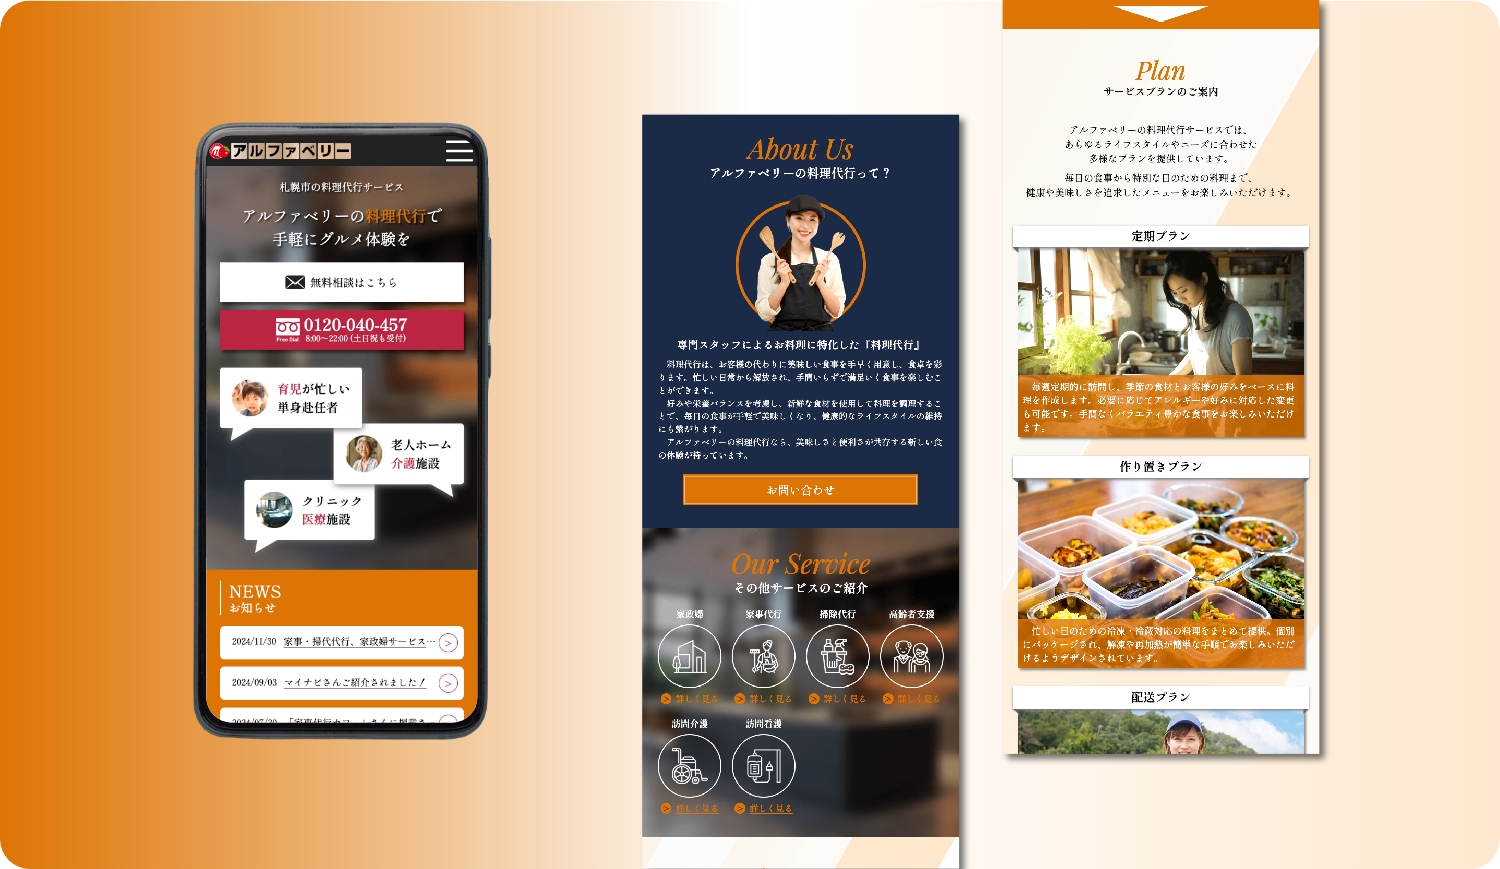 アルファベリー
札幌市の料理代行サービス
アルファベリーの料理代行で
手軽にグルメ体験を
無料相談はこちら
Free Dial
0120-040-457
8:00~22:00 (土日祝も受付)
育児が忙しい
単身赴任者
老人ホーム
介護施設
クリニック
医療施設
NEWS
お知らせ
2024/11/30 家事・掃代代行、家政婦サービス…
2024/09/03 マイナビさんご紹介されました！
About Us
アルファベリーの料理代行って？
専門スタッフによるお料理に特化した『料理代行』
料理代行は、お客様の代わりに美味しい食事を手早く用意し、食卓を彩
ります。忙しい日常から解放され、手間いらずで満足いく食事を楽しむこ
とができます。
好みや栄養バランスを考慮し、新鮮な食材を使用して料理を調理するこ
とで、毎日の食事が手軽で美味しくなり、健康的なライフスタイルの維持
にも繋がります。
アルファベリーの料理代行なら、美味しさと便利さが共存する新しい食
の体験が待っています。
お問い合わせ
Our Service
その他サービスのご紹介
家政婦 家事代行 掃除代行 高齢者支援
詳しく見る 詳しく見る 詳しく見る 詳しく見る
訪問介護 訪問看護
詳しく見る 詳しく見る
Plan
サービスプランのご案内
アルファベリーの料理代行サービスでは、
あらゆるライフスタイルやニーズに合わせた
多様なプランを提供しています。
毎日の食事から特別な日のための料理まで、
健康や美味しさを追求したメニューをお楽しみいただけます。
定期プラン
毎週定期的に訪問し、季節の食材とお客様の好みをベースに料
理を作成します。必要に応じてアレルギーや好みに対応した変更
も可能です。手間なくバラエティ豊かな食事をお楽しみいただけ
ます。
作り置きプラン
忙しい日のための冷凍・冷蔵対応の料理をまとめて提供。個別
にパッケージされ、解凍や再加熱が簡単な手順でお楽しみいただ
けるようデザインされています。
配送プラン